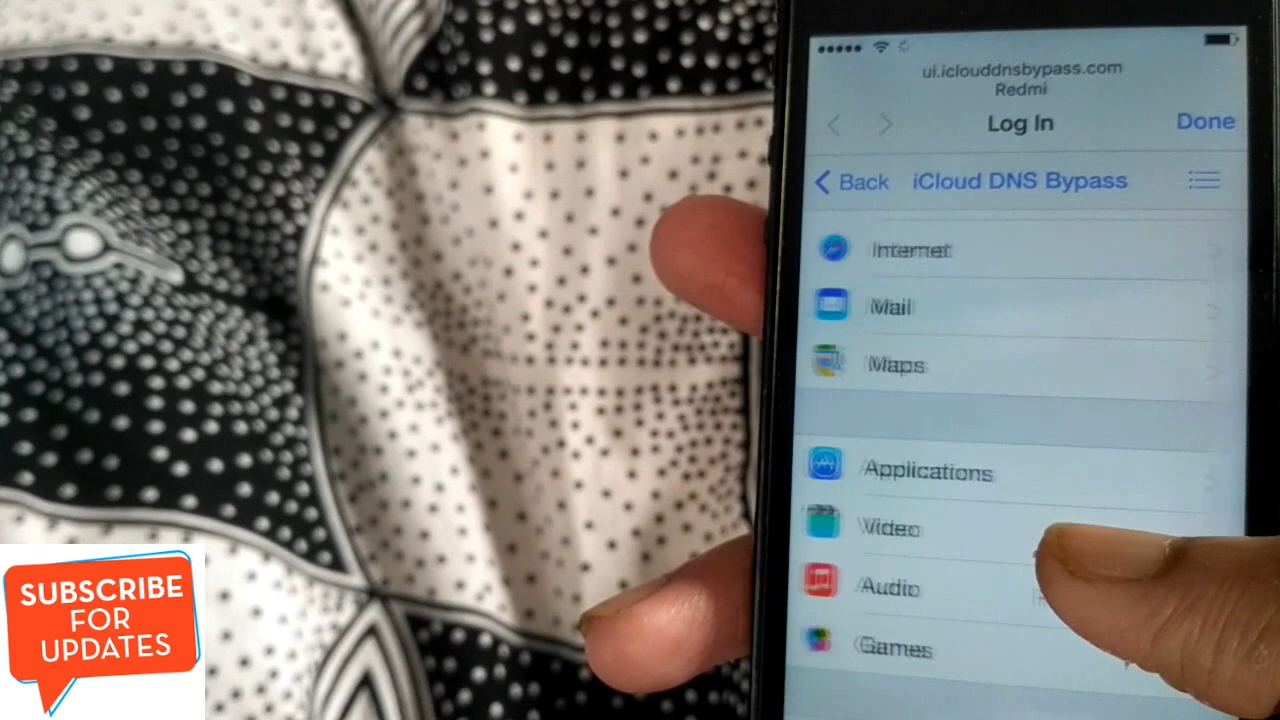 ui.iclouddnsbypass.com
Redmi
Log In
Done
Back
iCloud DNS Bypass
Internet
Mail
Maps
Applications
Video
Audio
Games
SUBSCRIBE
FOR
UPDATES